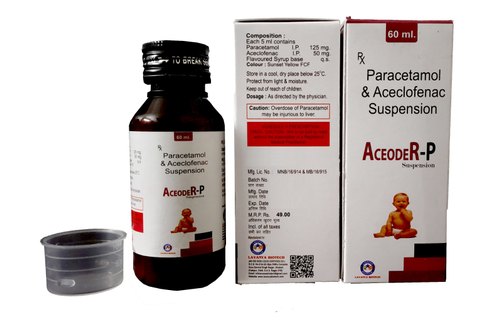 TO BREAK
60 ml.
Rx
Paracetamol
& Aceclofenac
Suspension
ACEODER-P
Suspension
Composition :
Each 5 ml contains
Paracetamol I.P. 125 mg.
Aceclofenac I.P. 50 mg.
Flavoured Syrup base q.s.
Colour : Sunset Yellow FCF
Store in a cool, dry place below 25°C.
Protect from light & moisture.
Keep out of reach of children.
Dosage : As directed by the physician.
Caution: Overdose of Paracetamol
may be injurious to liver.
Mfg. Lic. No. : MNB/16/914 & MB/16/915
Batch No.
Mfg. Date
Exp. Date
M.R.P. Rs. 49.00
Incl. of all taxes
LAVANYA BIOTECH
60 ml.
Rx
Paracetamol
& Aceclofenac
Suspension
ACEODER-P
Suspension
LAVANYA BIOTECH